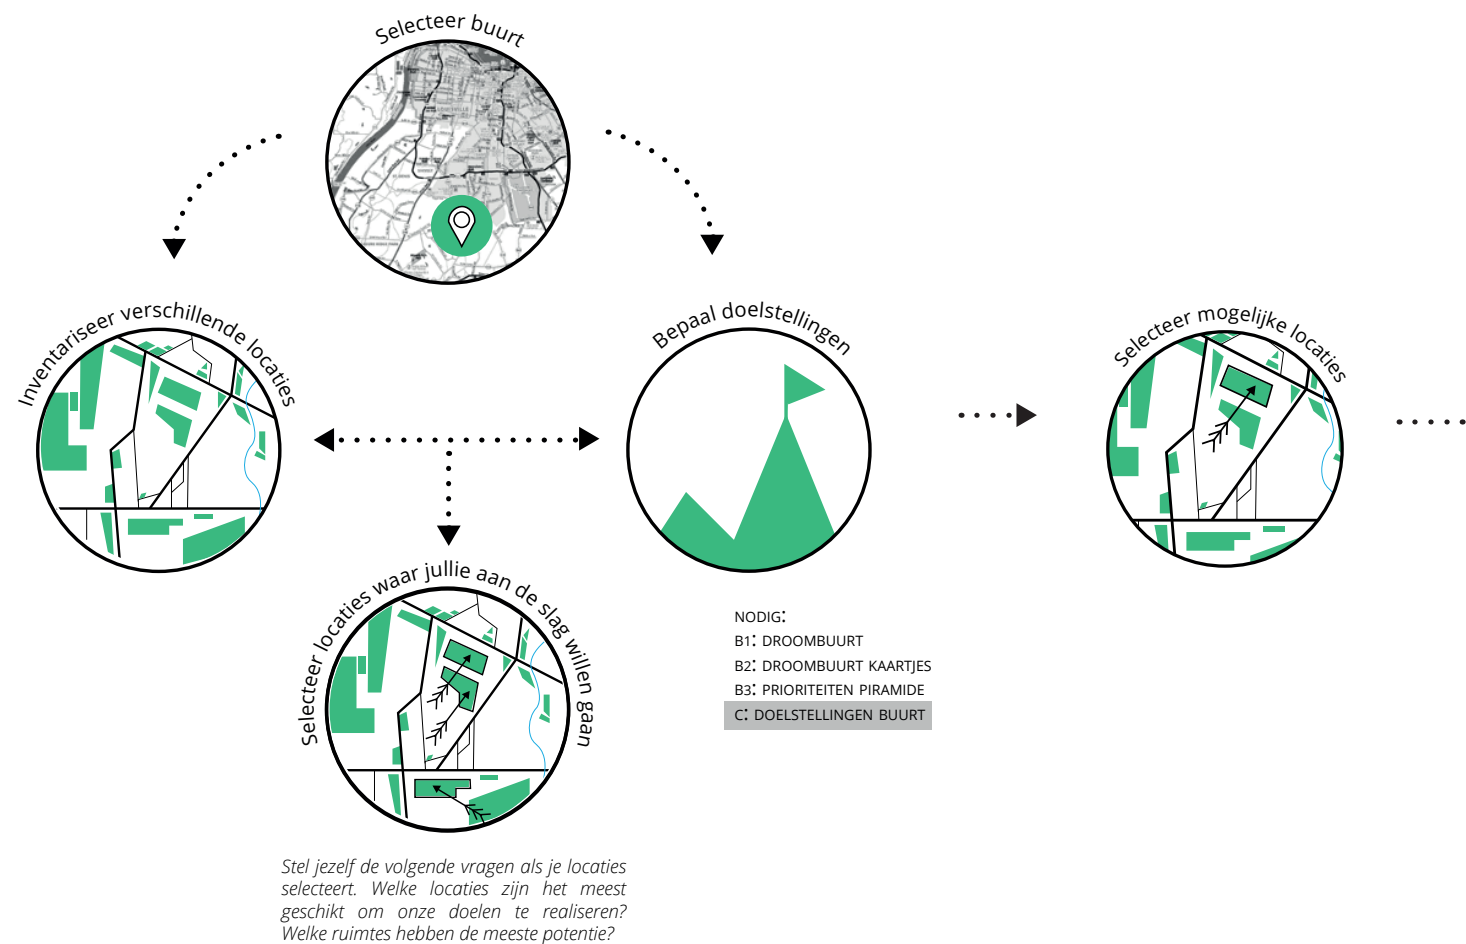 Selecteer buurt
Inventariseer verschillende locaties
Bepaal doelstellingen
Selecteer mogelijke locaties
Selecteer locaties waar jullie aan de slag willen gaan
NODIG:
B1: DROOMBUURT
B2: DROOMBUURT KAARTJES
B3: PRIORITEITEN PIRAMIDE
C: DOELSTELLINGEN BUURT
Stel jezelf de volgende vragen als je locaties
selecteert. Welke locaties zijn het meest
geschikt om onze doelen te realiseren?
Welke ruimtes hebben de meeste potentie?